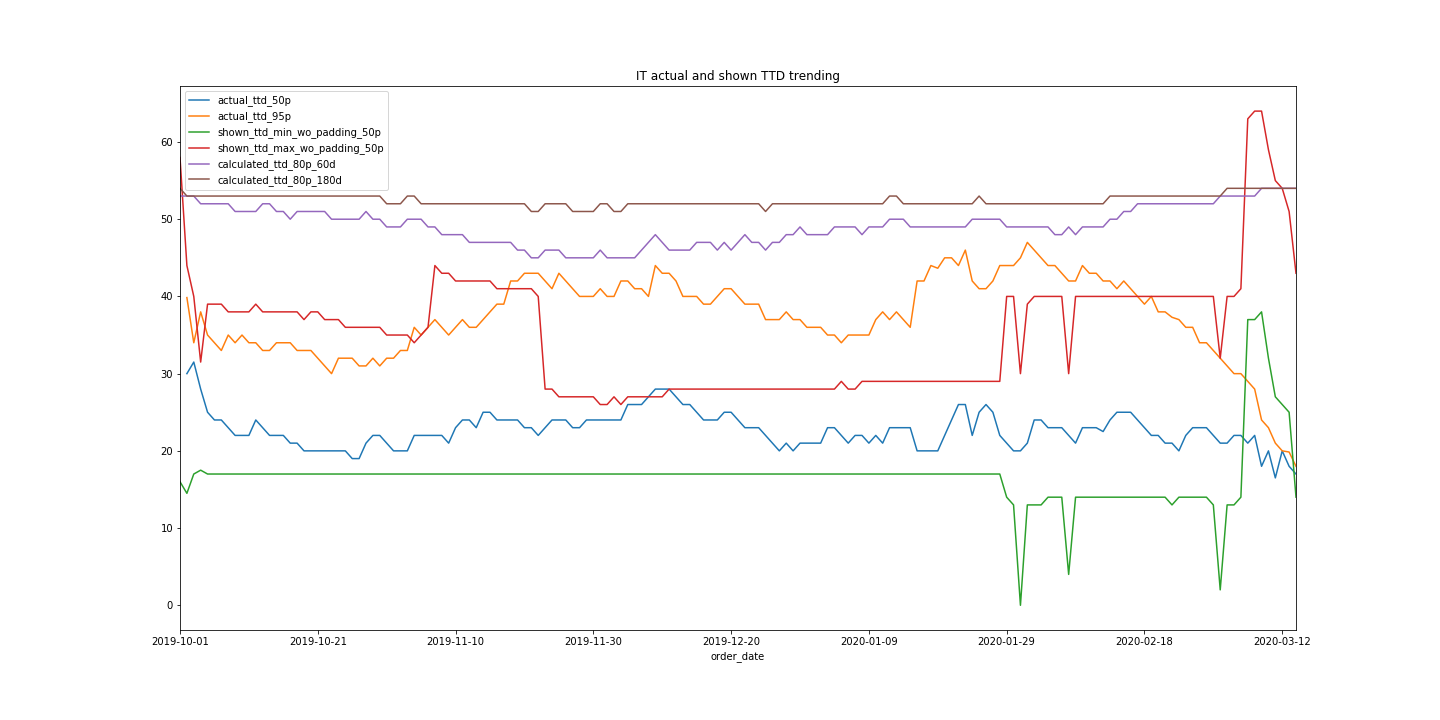 IT actual and shown TTD trending
actual_ttd_50p
actual_ttd_95p
shown_ttd_min_wo_padding_50p
shown_ttd_max_wo_padding_50p
calculated_ttd_80p_60d
calculated_ttd_80p_180d
60
50
40
30
20
10
0
2019-10-01 2019-10-21 2019-11-10 2019-11-30 2019-12-20 2020-01-09 2020-01-29 2020-02-18 2020-03-12
order_date